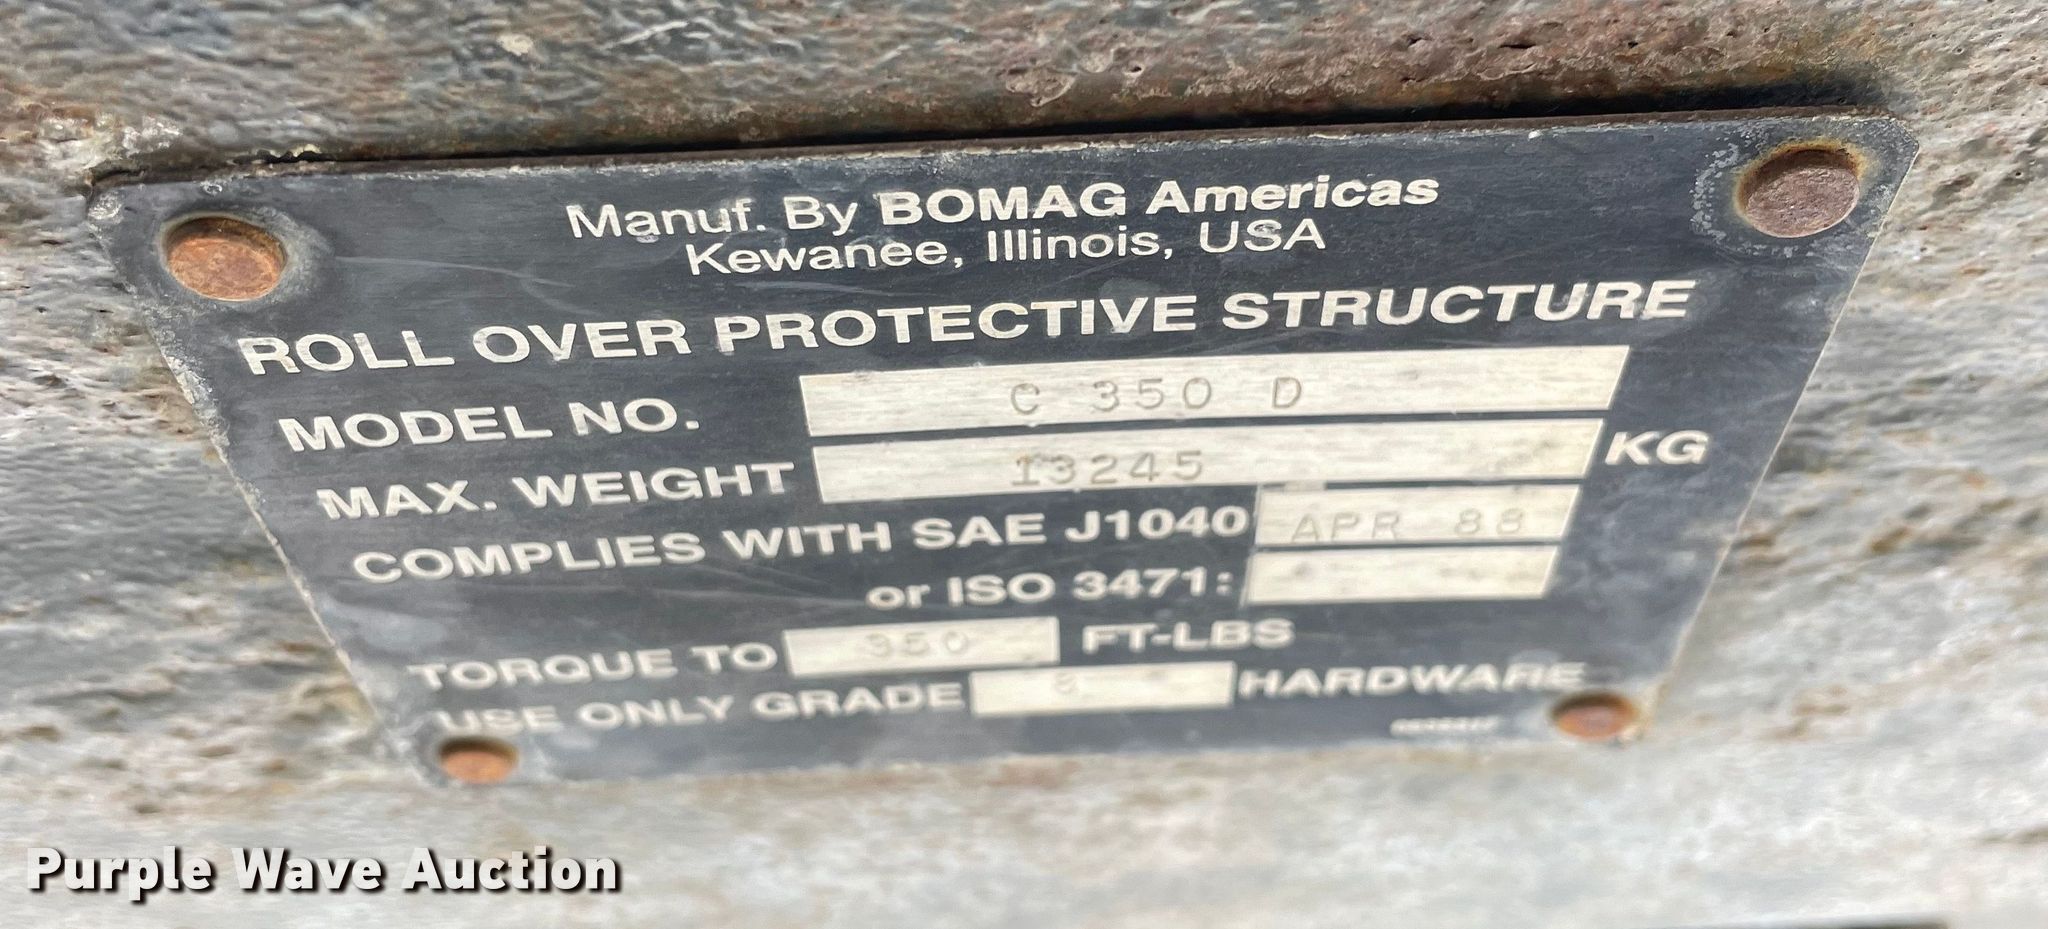 Manuf. By BOMAG Americas
Kewanee, Illinois, USA
ROLL OVER PROTECTIVE STRUCTURE
MODEL NO. C 350 D
MAX. WEIGHT 13245 KG
COMPLIES WITH SAE J1040 APR 88
or ISO 3471:
TORQUE TO 350 FT-LBS
USE ONLY GRADE 8 HARDWARE
Purple Wave Auction